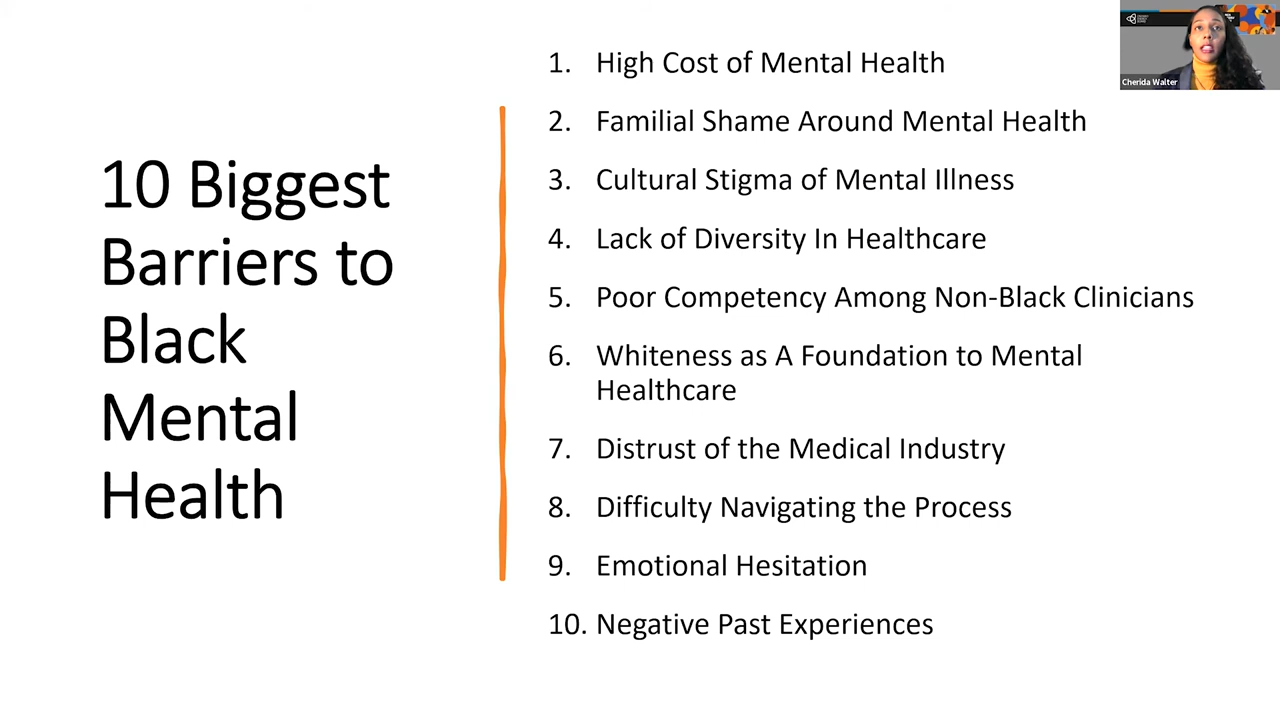 10 Biggest
Barriers to
Black
Mental
Health
1. High Cost of Mental Health
2. Familial Shame Around Mental Health
3. Cultural Stigma of Mental Illness
4. Lack of Diversity In Healthcare
5. Poor Competency Among Non-Black Clinicians
6. Whiteness as A Foundation to Mental
Healthcare
7. Distrust of the Medical Industry
8. Difficulty Navigating the Process
9. Emotional Hesitation
10. Negative Past Experiences
Cherida Walter